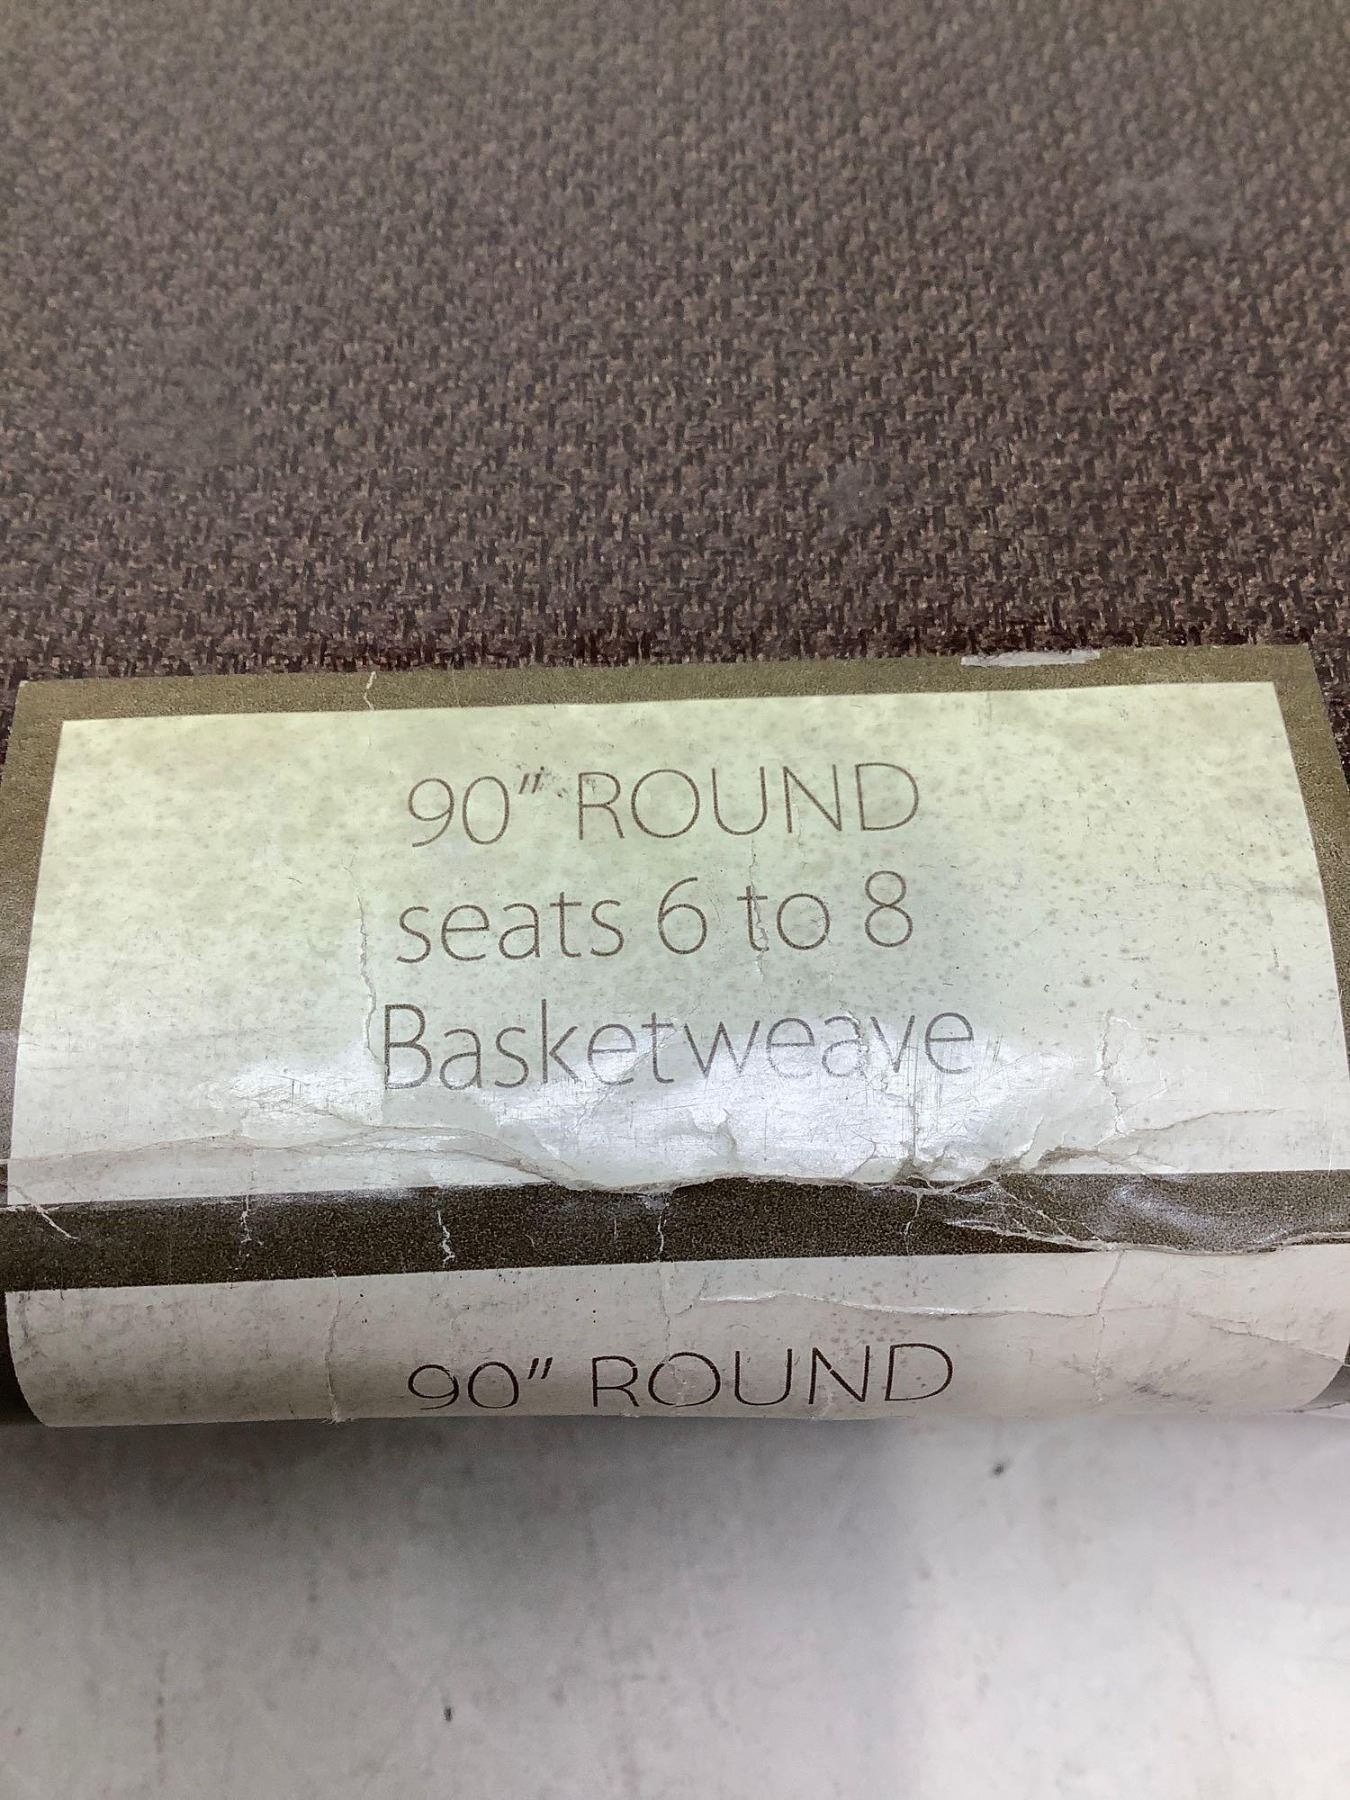 90" ROUND
seats 6 to 8
Basketweave
90" ROUND